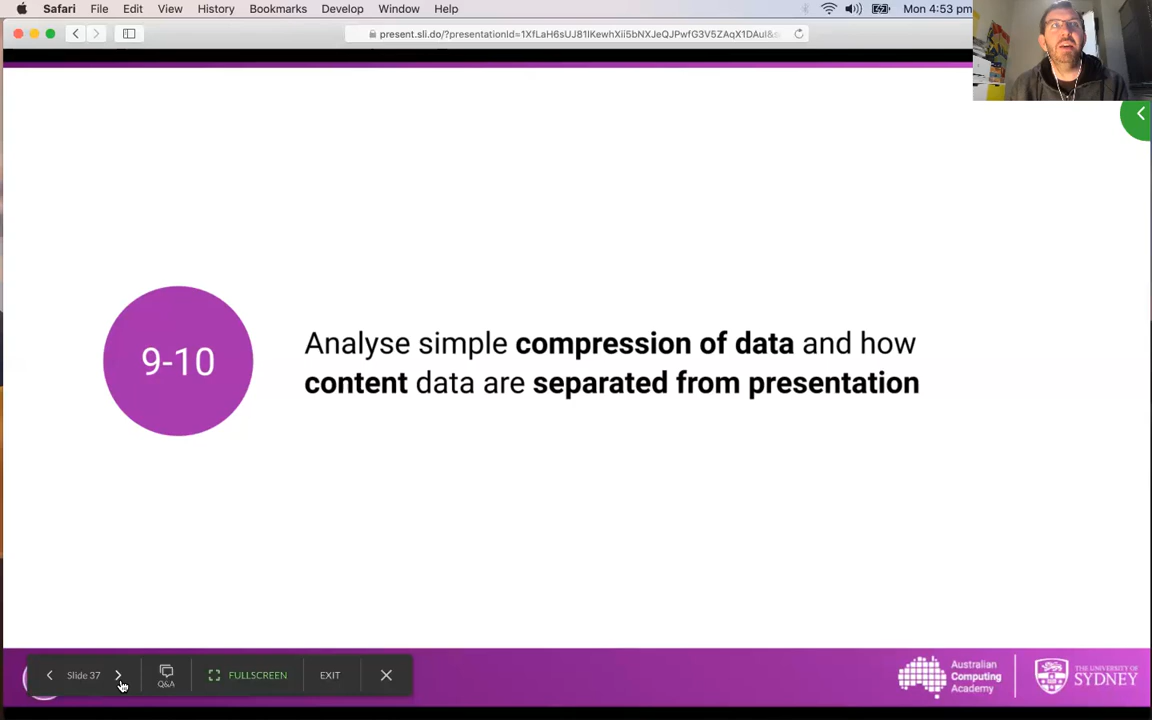 Safari File Edit View History Bookmarks Develop Window Help Mon 4:53 pm
present.sli.do/?presentationId=1XfLaH6sUJ81IKewhXii5bNXJeQJPwfG3V5ZAqX1DAuI&s
9-10
Analyse simple compression of data and how
content data are separated from presentation
Slide 37
Q&A
FULLSCREEN
EXIT
Australian
Computing
Academy
THE UNIVERSITY OF
SYDNEY